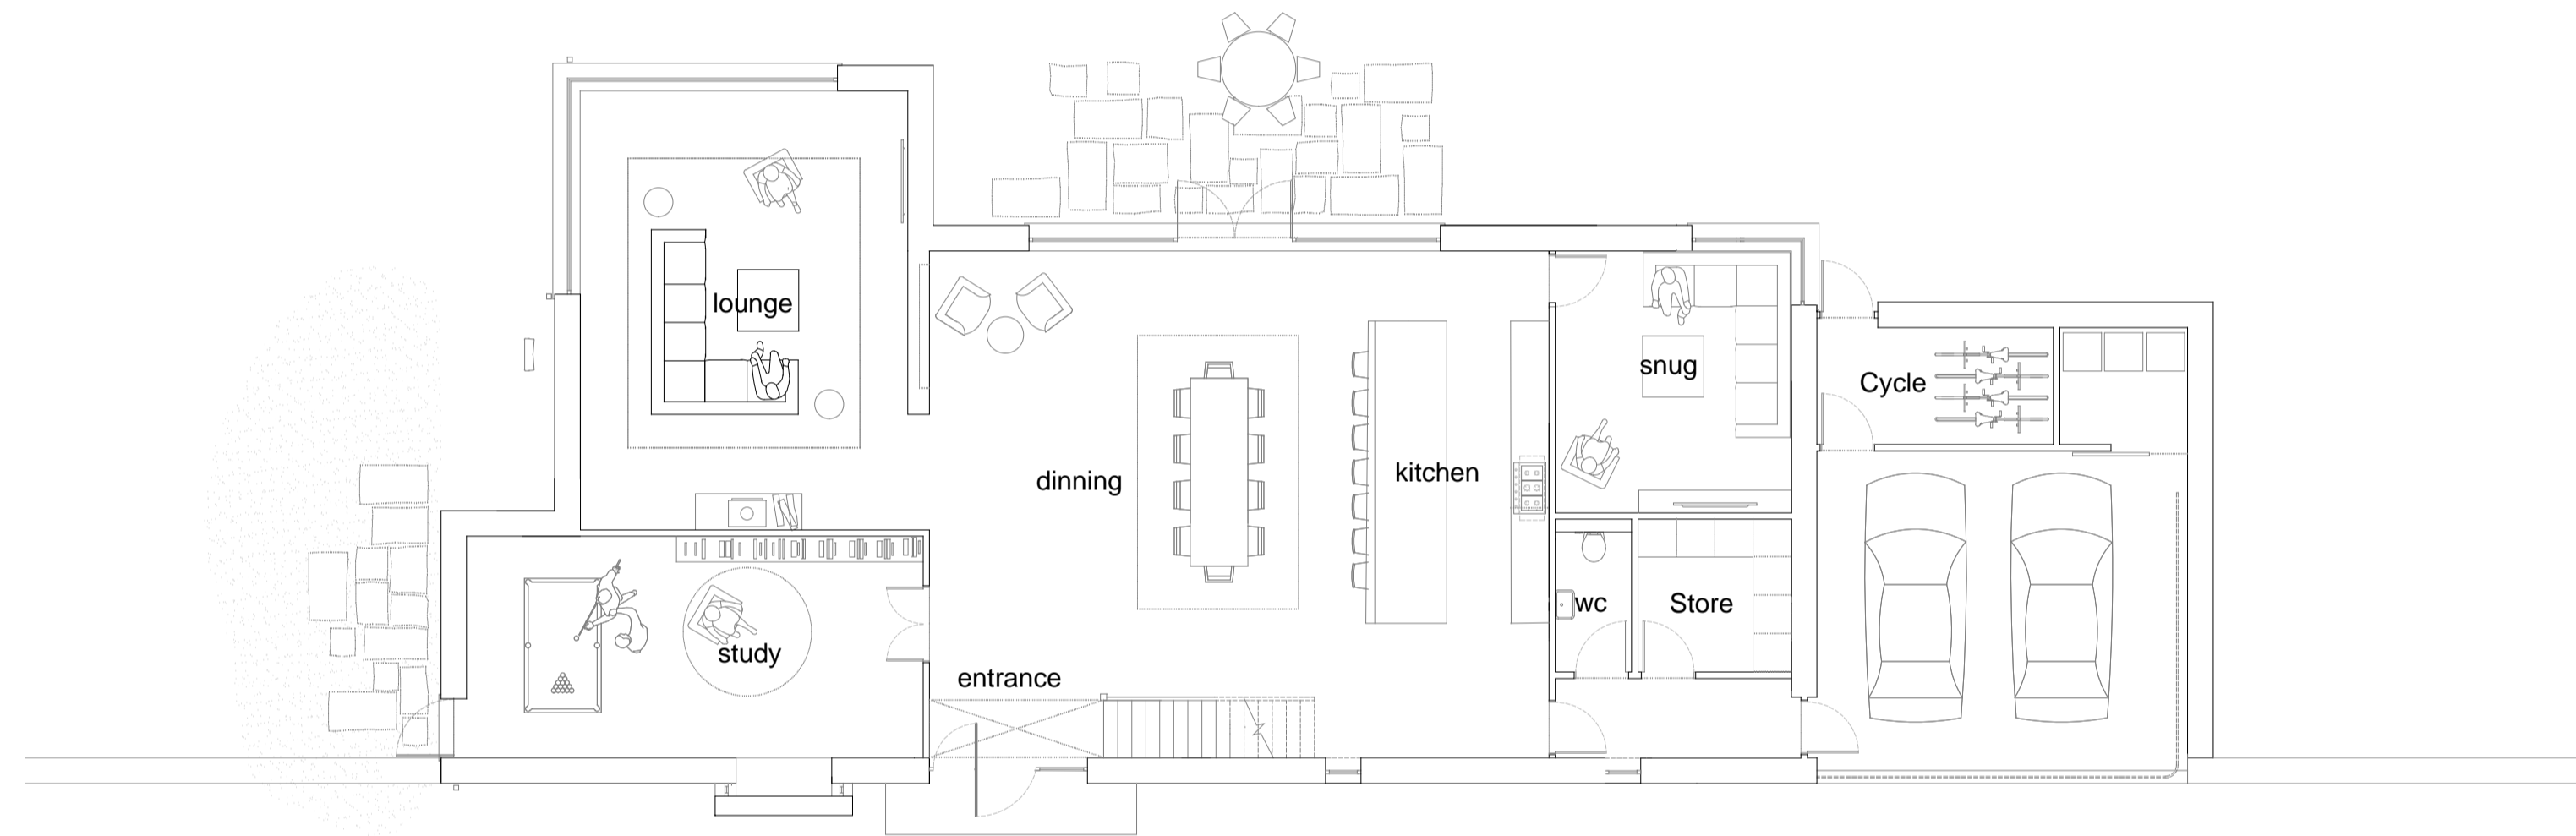 lounge
snug
Cycle
dinning
kitchen
wc
Store
study
entrance